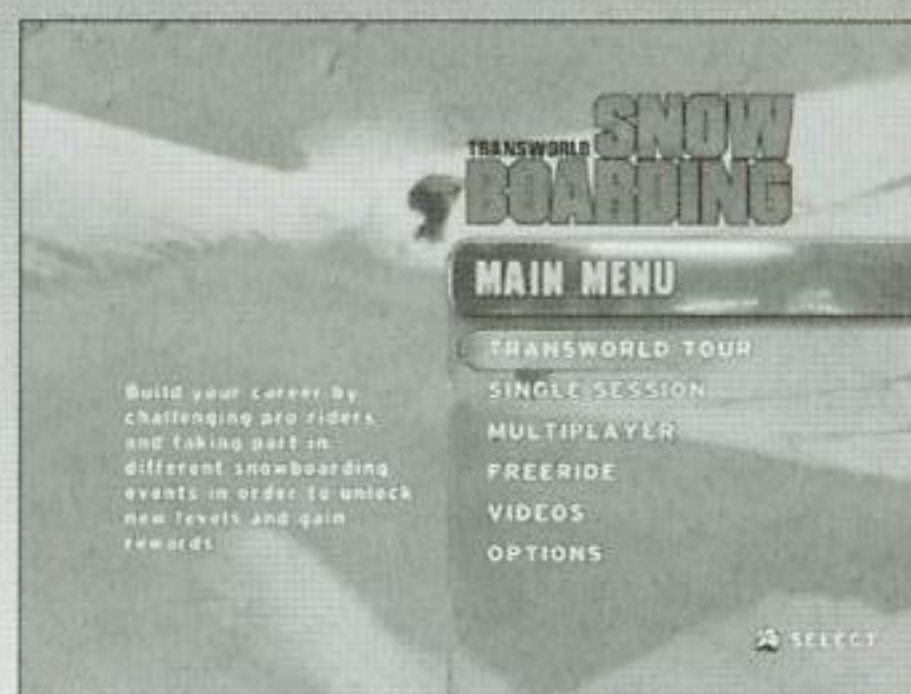 TRANSWORLD SNOW
BOARDING
MAIN MENU
TRANSWORLD TOUR
SINGLE SESSION
MULTIPLAYER
FREERIDE
VIDEOS
OPTIONS
Build your career by
challenging pro riders
and taking part in
different snowboarding
events in order to unlock
new levels and gain
rewards
A SELECT